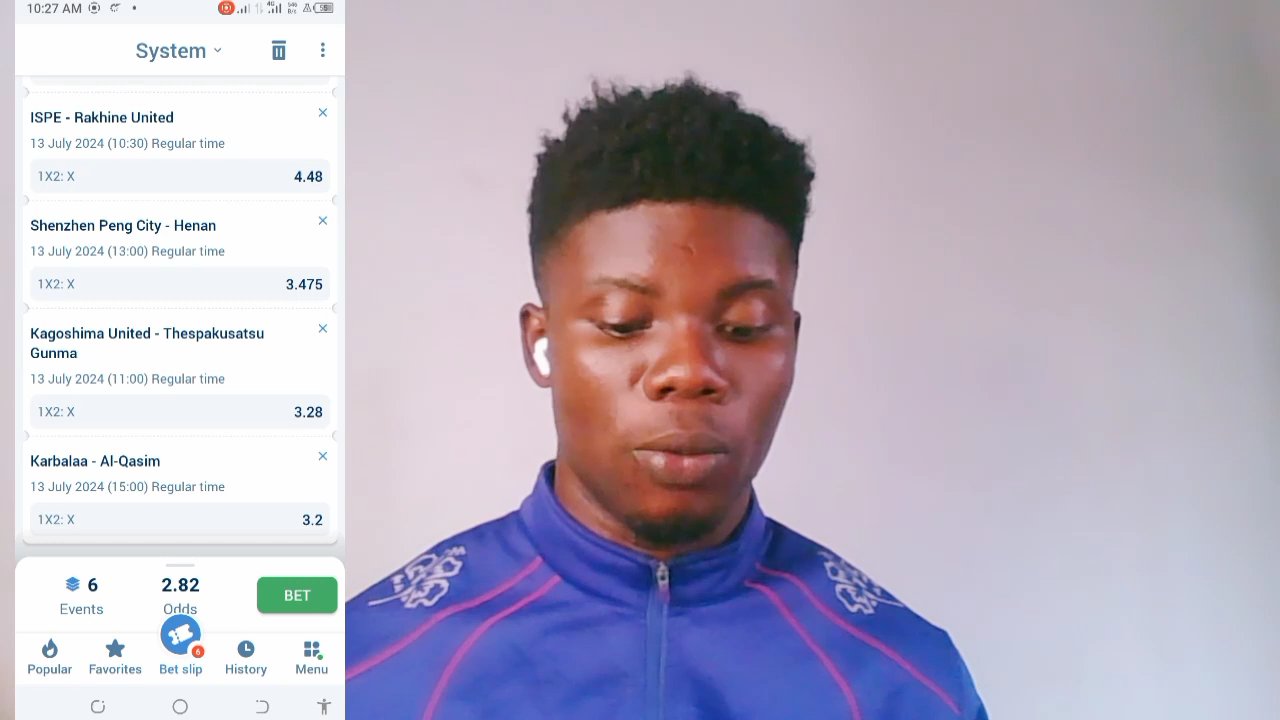 10:27 AM
System
ISPE - Rakhine United
13 July 2024 (10:30) Regular time
1X2: X
4.48
Shenzhen Peng City - Henan
13 July 2024 (13:00) Regular time
1X2: X
3.475
Kagoshima United - Thespakusatsu
Gunma
13 July 2024 (11:00) Regular time
1X2: X
3.28
Karbalaa - Al-Qasim
13 July 2024 (15:00) Regular time
1X2: X
3.2
6
Events
2.82
Odds
BET
6
Popular
Favorites
Bet slip
History
Menu